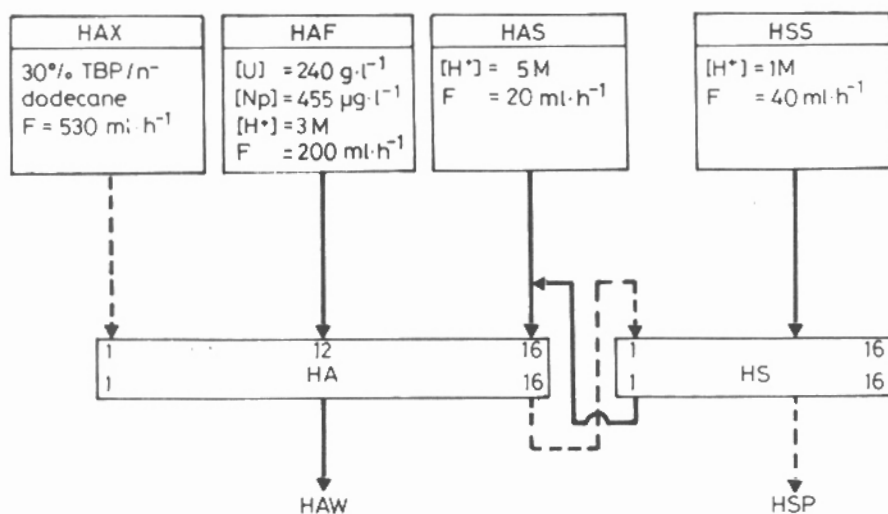 HAX
30% TBP/n-
dodecane
F = 530 ml·h⁻¹
HAF
[U] = 240 g·l⁻¹
[Np] = 455 µg·l⁻¹
[H⁺] = 3 M
F = 200 ml·h⁻¹
HAS
[H⁺] = 5 M
F = 20 ml·h⁻¹
HSS
[H⁺] = 1M
F = 40 ml·h⁻¹
1 12 16
HA
1 16
1 16
HS
1 16
HAW
HSP